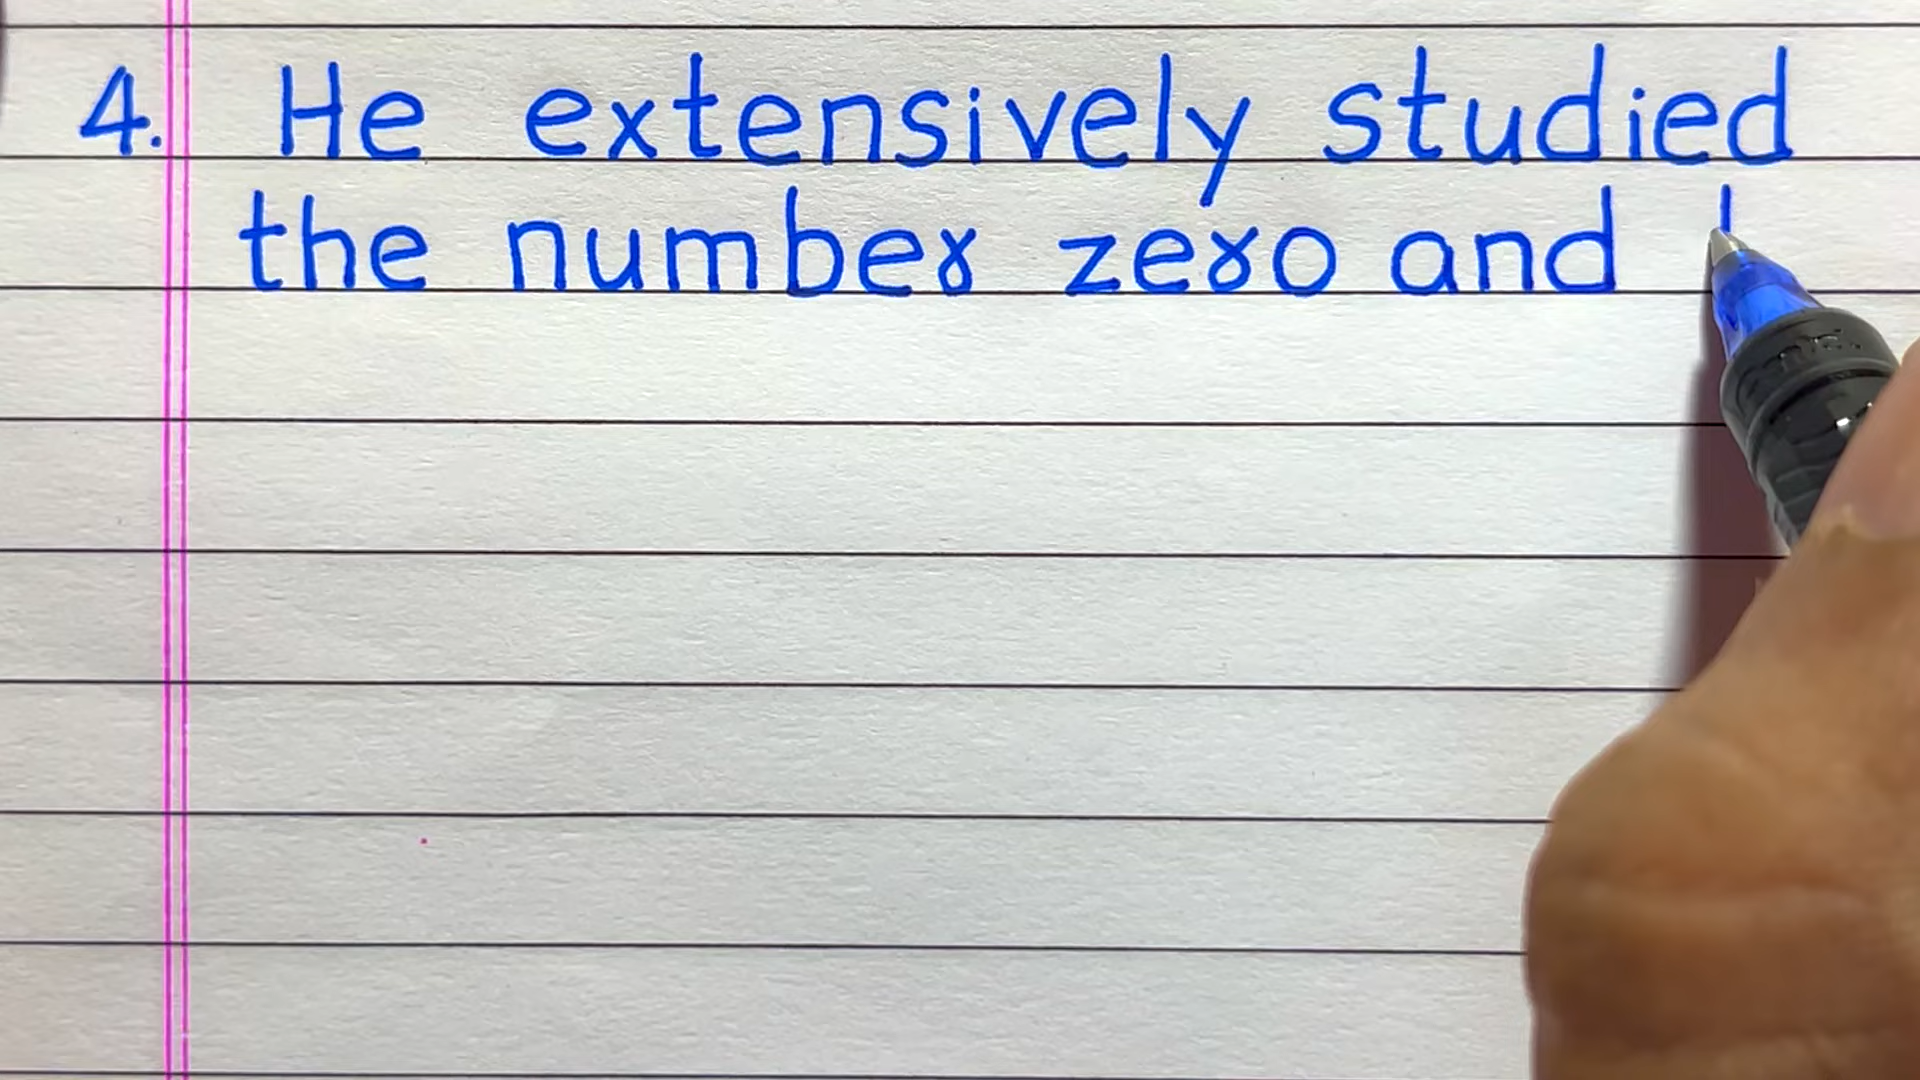 4. He extensively studied
the number zero and